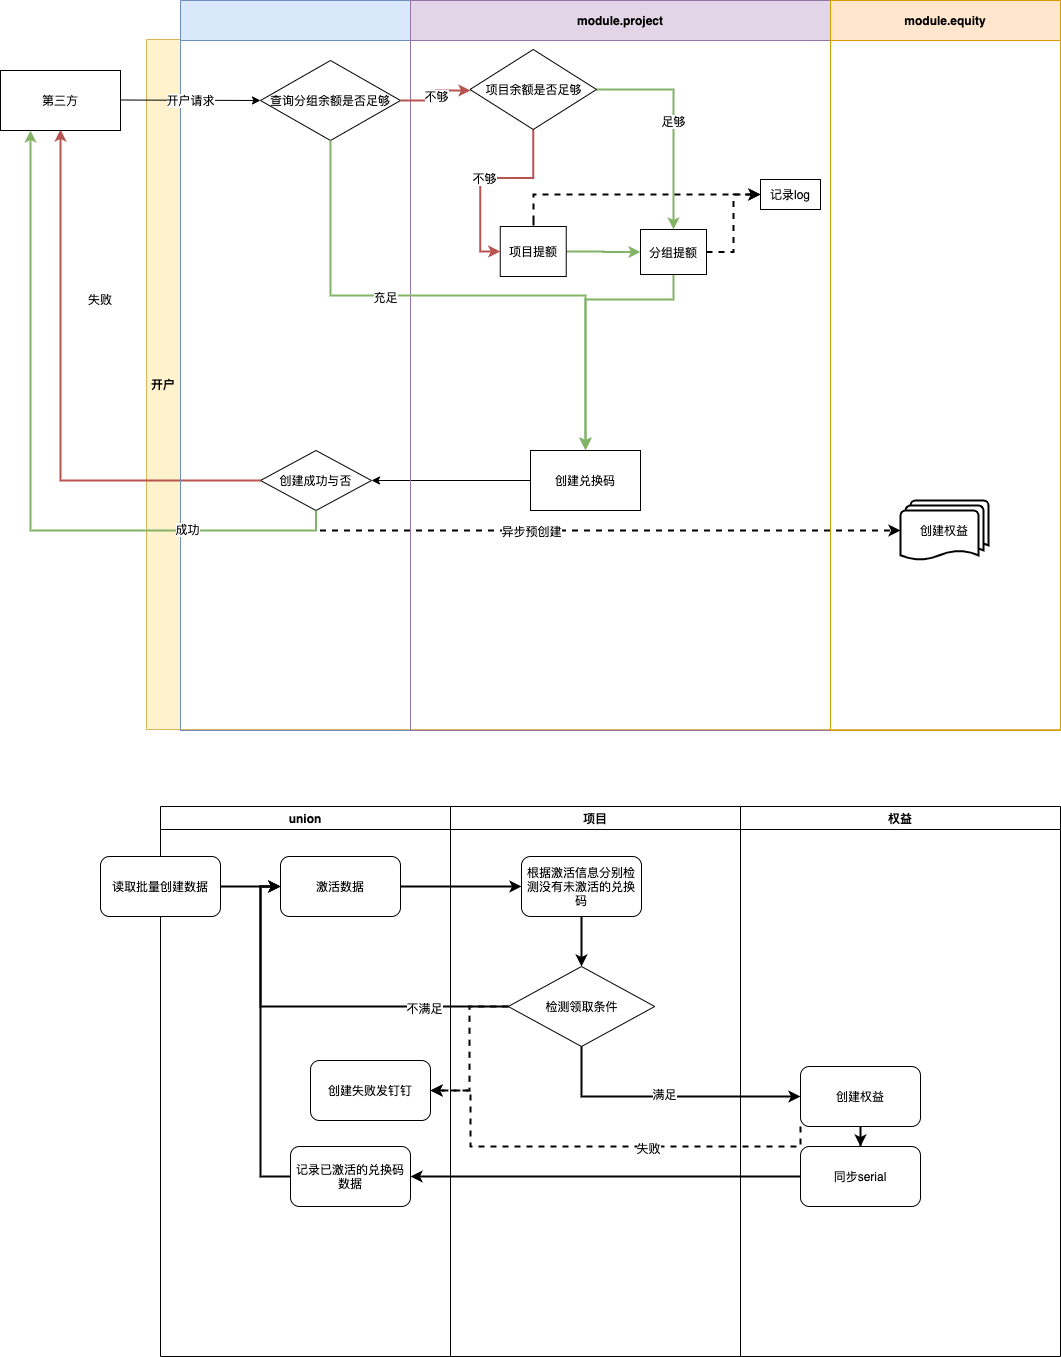 module.project
module.equity
第三方
开户请求
查询分组余额是否足够
不够
项目余额是否足够
足够
不够
记录log
项目提额
分组提额
失败
充足
开户
创建成功与否
创建兑换码
成功
异步预创建
创建权益
union
项目
权益
读取批量创建数据
激活数据
根据激活信息分别检
测没有未激活的兑换
码
不满足
检测领取条件
创建失败发钉钉
满足
创建权益
失败
记录已激活的兑换码
数据
同步serial